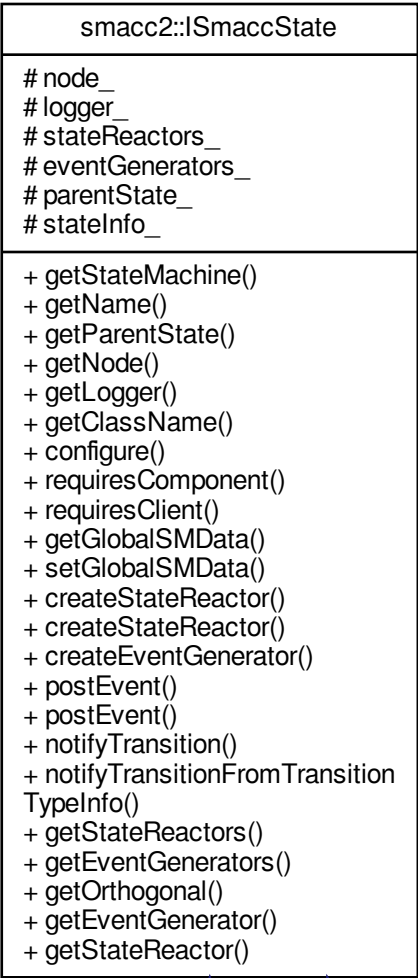 smacc2::ISmaccState
# node_
# logger_
# stateReactors_
# eventGenerators_
# parentState_
# stateInfo_
+ getStateMachine()
+ getName()
+ getParentState()
+ getNode()
+ getLogger()
+ getClassName()
+ configure()
+ requiresComponent()
+ requiresClient()
+ getGlobalSMData()
+ setGlobalSMData()
+ createStateReactor()
+ createStateReactor()
+ createEventGenerator()
+ postEvent()
+ postEvent()
+ notifyTransition()
+ notifyTransitionFromTransition
TypeInfo()
+ getStateReactors()
+ getEventGenerators()
+ getOrthogonal()
+ getEventGenerator()
+ getStateReactor()